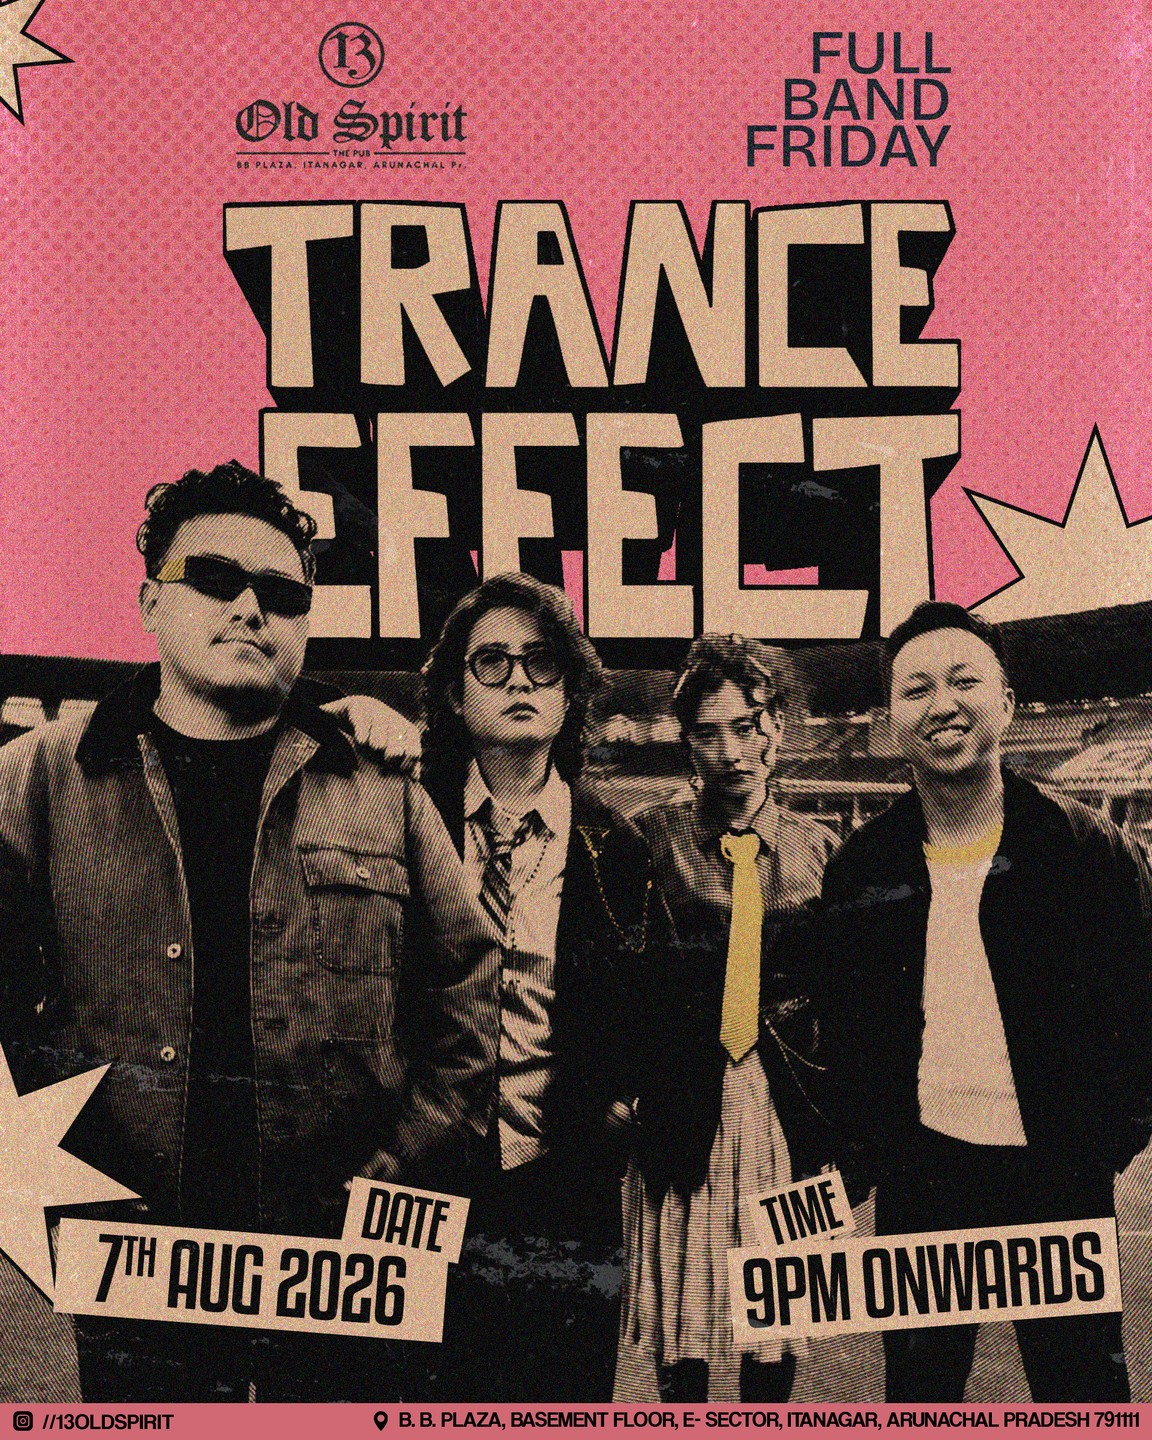 13
Old Spirit
THE PUB
BB PLAZA, ITANAGAR, ARUNACHAL Pr.
FULL
BAND
FRIDAY
TRANCE
EFFECT
DATE
7TH AUG 2026
TIME
9PM ONWARDS
//13OLDSPIRIT
B. B. PLAZA, BASEMENT FLOOR, E- SECTOR, ITANAGAR, ARUNACHAL PRADESH 791111